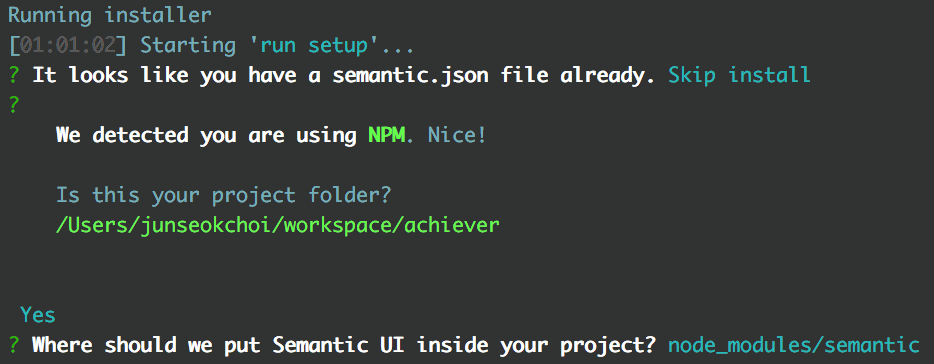 Running installer
[01:01:02] Starting 'run setup'...
? It looks like you have a semantic.json file already. Skip install
?
We detected you are using NPM. Nice!
Is this your project folder?
/Users/junseokchoi/workspace/achiever
Yes
? Where should we put Semantic UI inside your project? node_modules/semantic